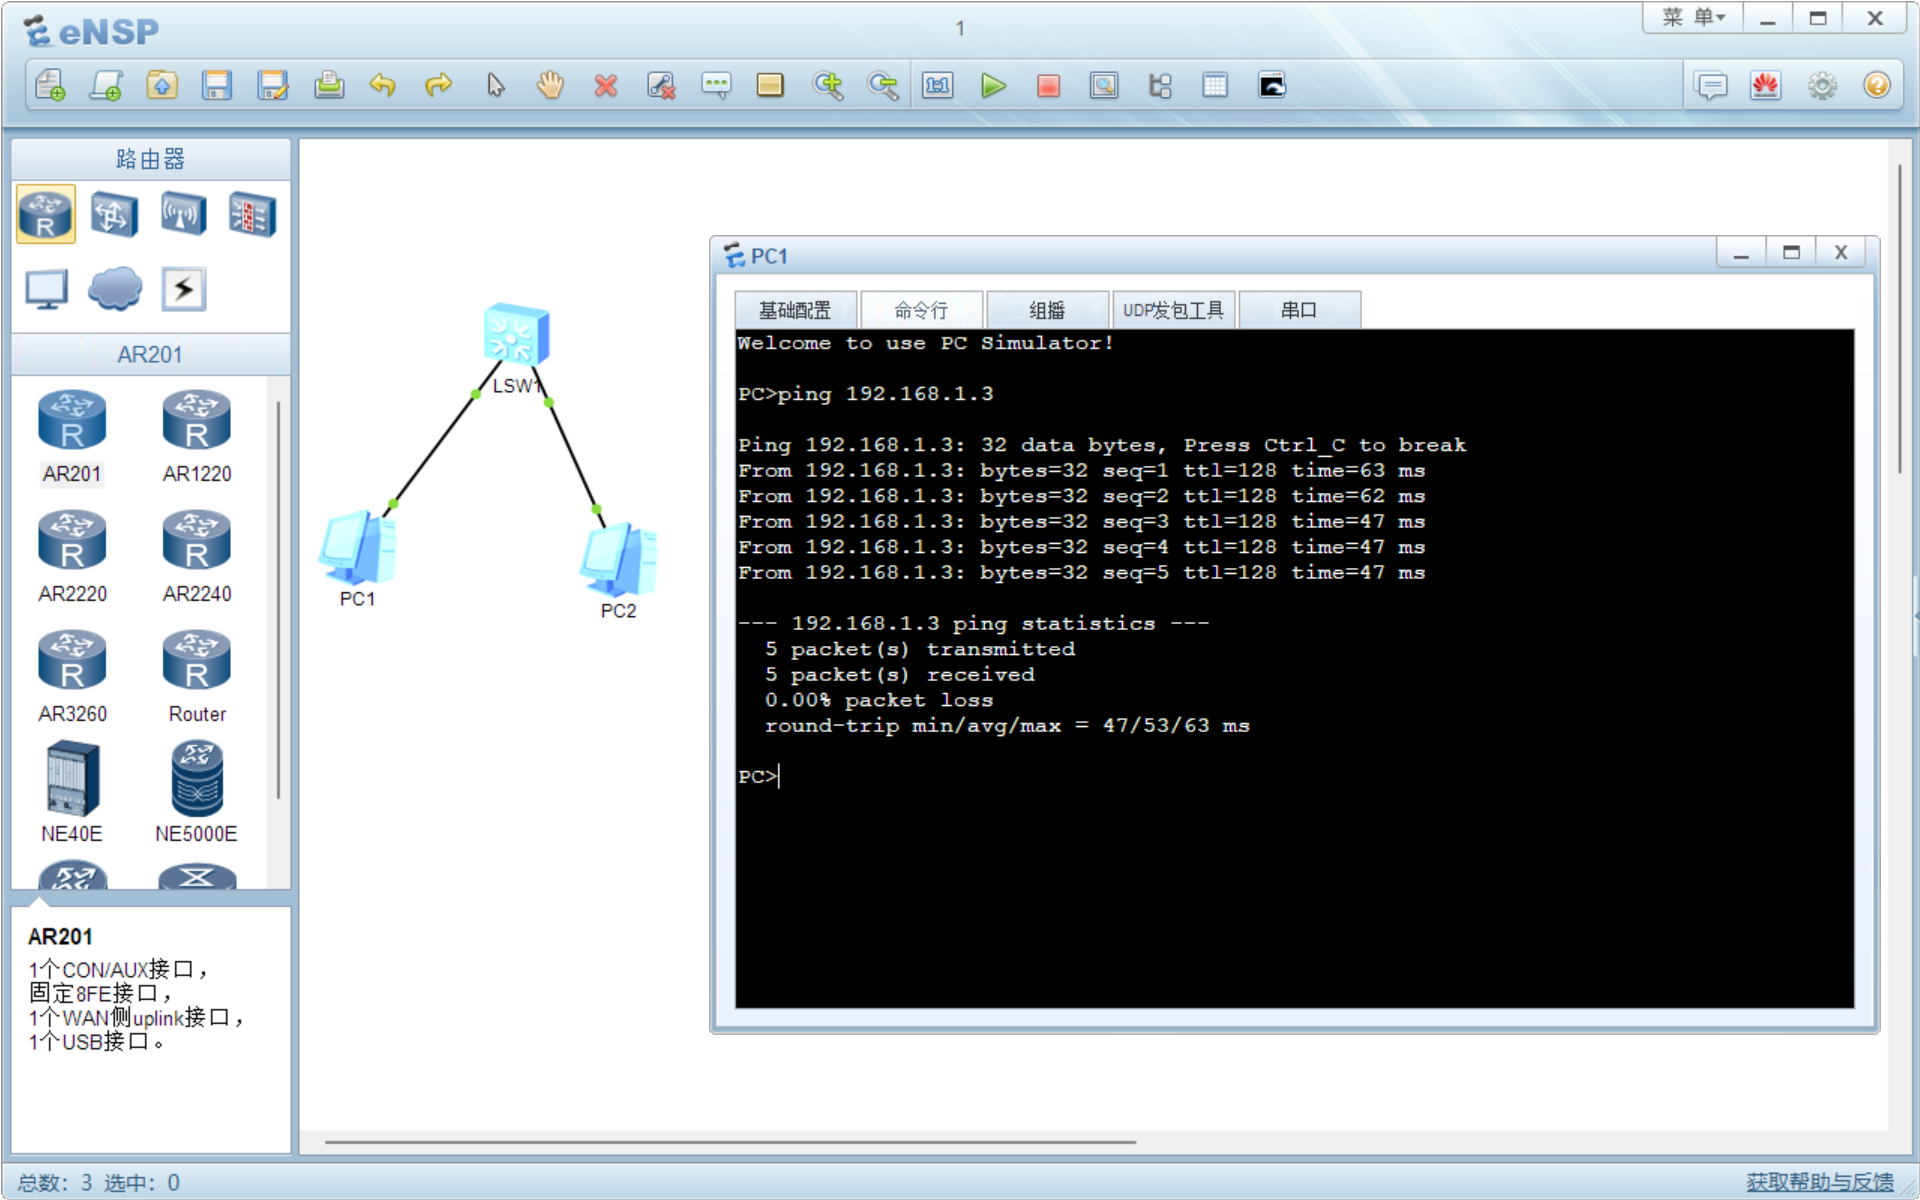 eNSP
1
菜 单
1:1
路由器
R
AR201
R
AR201
R
AR1220
R
AR2220
R
AR2240
R
AR3260
R
Router
NE40E
NE5000E
AR201
1个CON/AUX接口，
固定8FE接口，
1个WAN侧uplink接口，
1个USB接口。
LSW1
PC1
PC2
PC1
基础配置 命令行 组播 UDP发包工具 串口
Welcome to use PC Simulator!
PC>ping 192.168.1.3
Ping 192.168.1.3: 32 data bytes, Press Ctrl_C to break
From 192.168.1.3: bytes=32 seq=1 ttl=128 time=63 ms
From 192.168.1.3: bytes=32 seq=2 ttl=128 time=62 ms
From 192.168.1.3: bytes=32 seq=3 ttl=128 time=47 ms
From 192.168.1.3: bytes=32 seq=4 ttl=128 time=47 ms
From 192.168.1.3: bytes=32 seq=5 ttl=128 time=47 ms
--- 192.168.1.3 ping statistics ---
5 packet(s) transmitted
5 packet(s) received
0.00% packet loss
round-trip min/avg/max = 47/53/63 ms
PC>
总数: 3 选中: 0
获取帮助与反馈